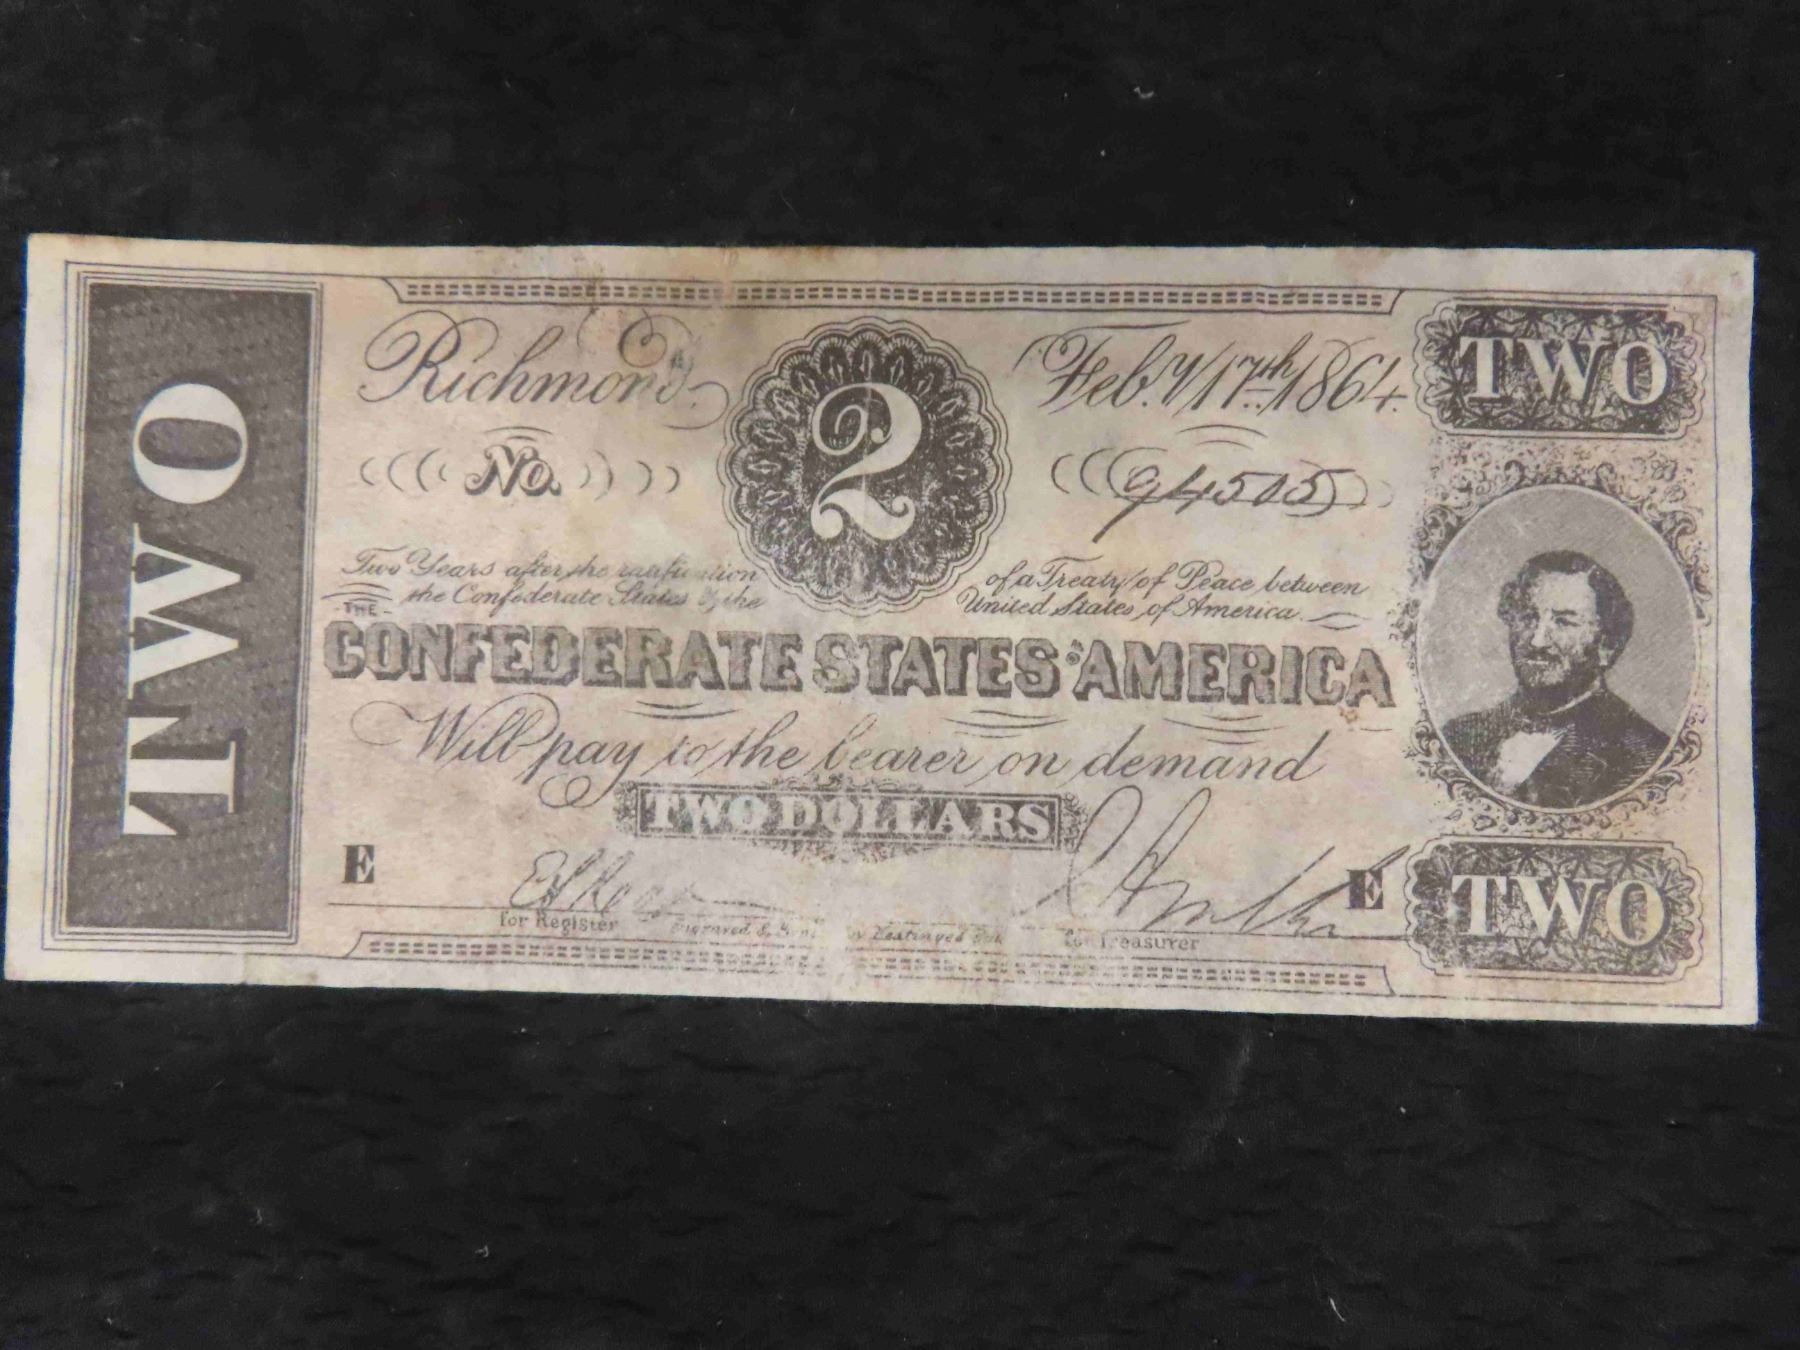 TWO
Richmond Feb.y 17th 1864.
2
TWO
No. 94505
Two Years after the ratification of a Treaty of Peace between
the Confederate States & the United States of America
THE
CONFEDERATE STATES of AMERICA
Will pay to the bearer on demand
TWO DOLLARS
E
E
for Register
Engraved &
for Treasurer
TWO